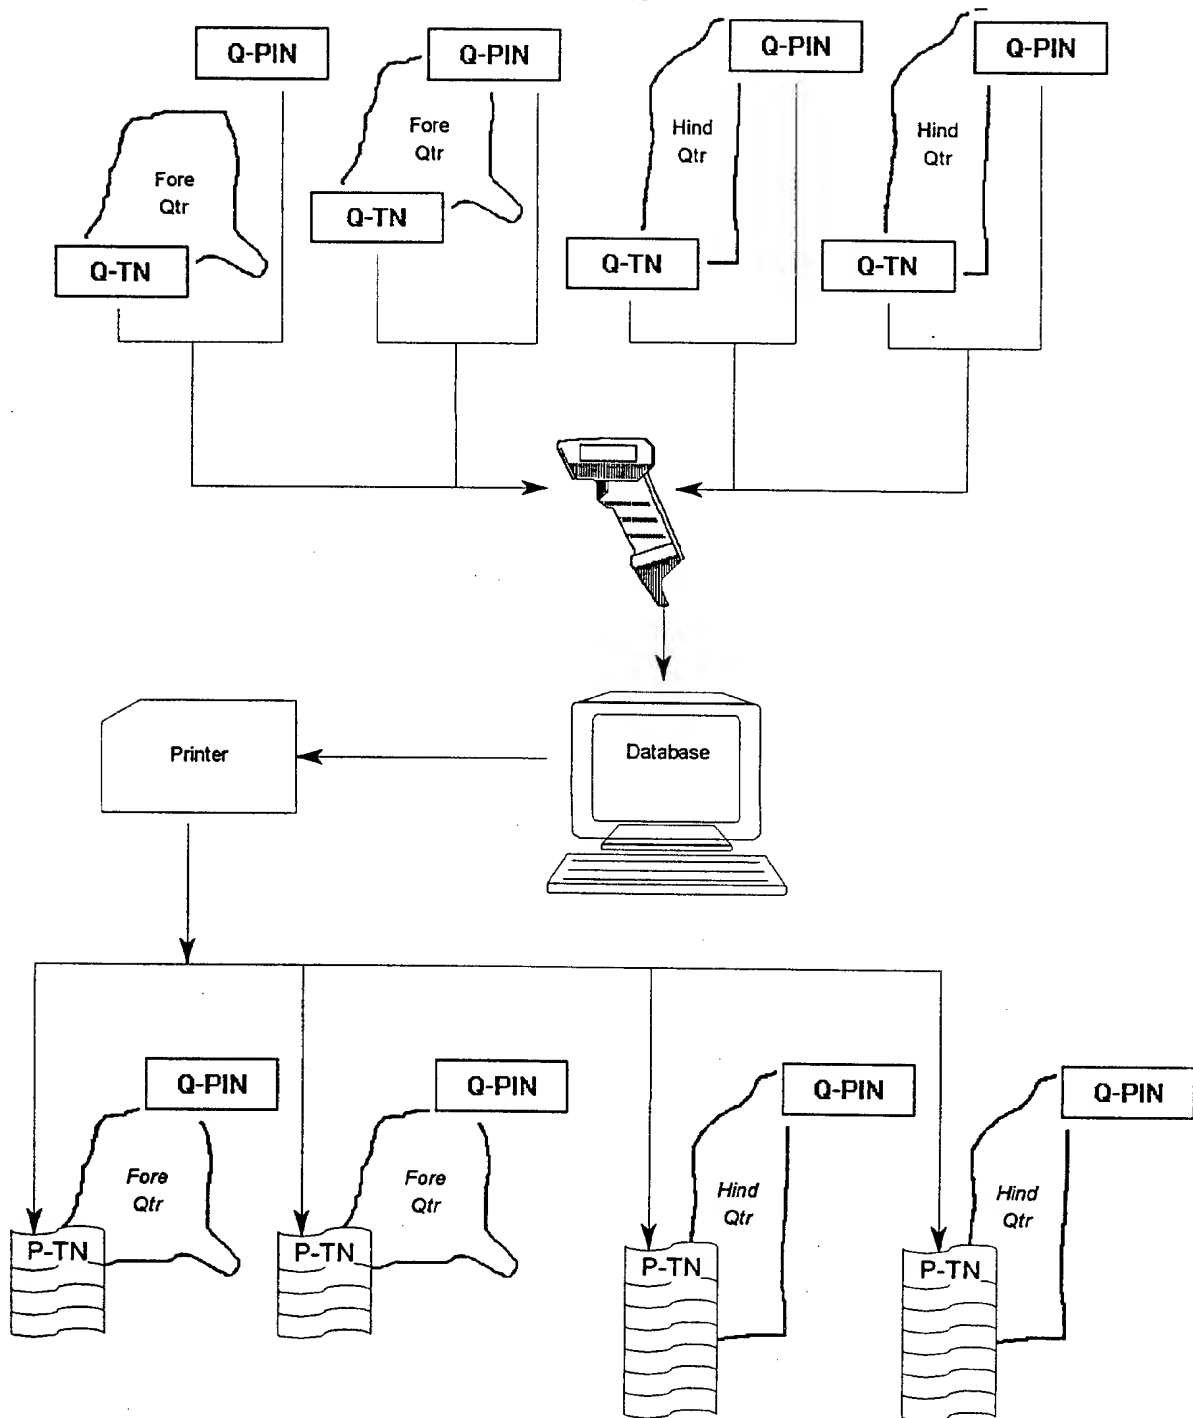 Q-PIN
Q-PIN
Q-PIN
Q-PIN
Fore
Qtr
Fore
Qtr
Hind
Qtr
Hind
Qtr
Q-TN
Q-TN
Q-TN
Q-TN
Printer
Database
Q-PIN
Q-PIN
Q-PIN
Q-PIN
Fore
Qtr
Fore
Qtr
Hind
Qtr
Hind
Qtr
P-TN
P-TN
P-TN
P-TN